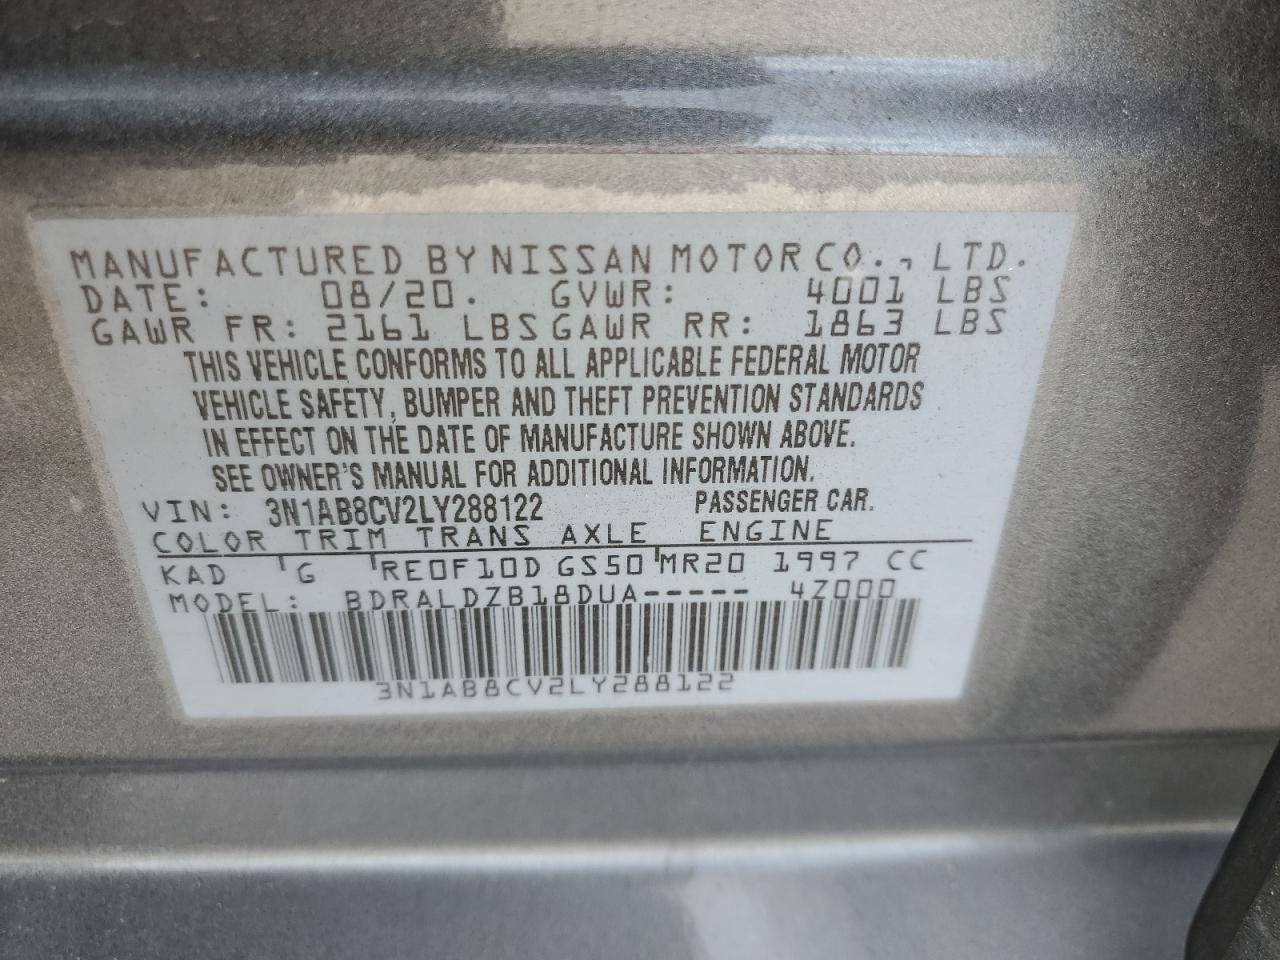 MANUFACTURED BY NISSAN MOTOR CO., LTD.
DATE: 08/20. GVWR: 4001 LBS
GAWR FR: 2161 LBS GAWR RR: 1863 LBS
THIS VEHICLE CONFORMS TO ALL APPLICABLE FEDERAL MOTOR
VEHICLE SAFETY, BUMPER AND THEFT PREVENTION STANDARDS
IN EFFECT ON THE DATE OF MANUFACTURE SHOWN ABOVE.
SEE OWNER'S MANUAL FOR ADDITIONAL INFORMATION.
VIN: 3N1AB8CV2LY288122 PASSENGER CAR.
COLOR TRIM TRANS AXLE ENGINE
KAD G RE0F10D GS50 MR20 1997 CC
MODEL: BDRALDZB18DUA----- 4Z000
3N1AB8CV2LY288122